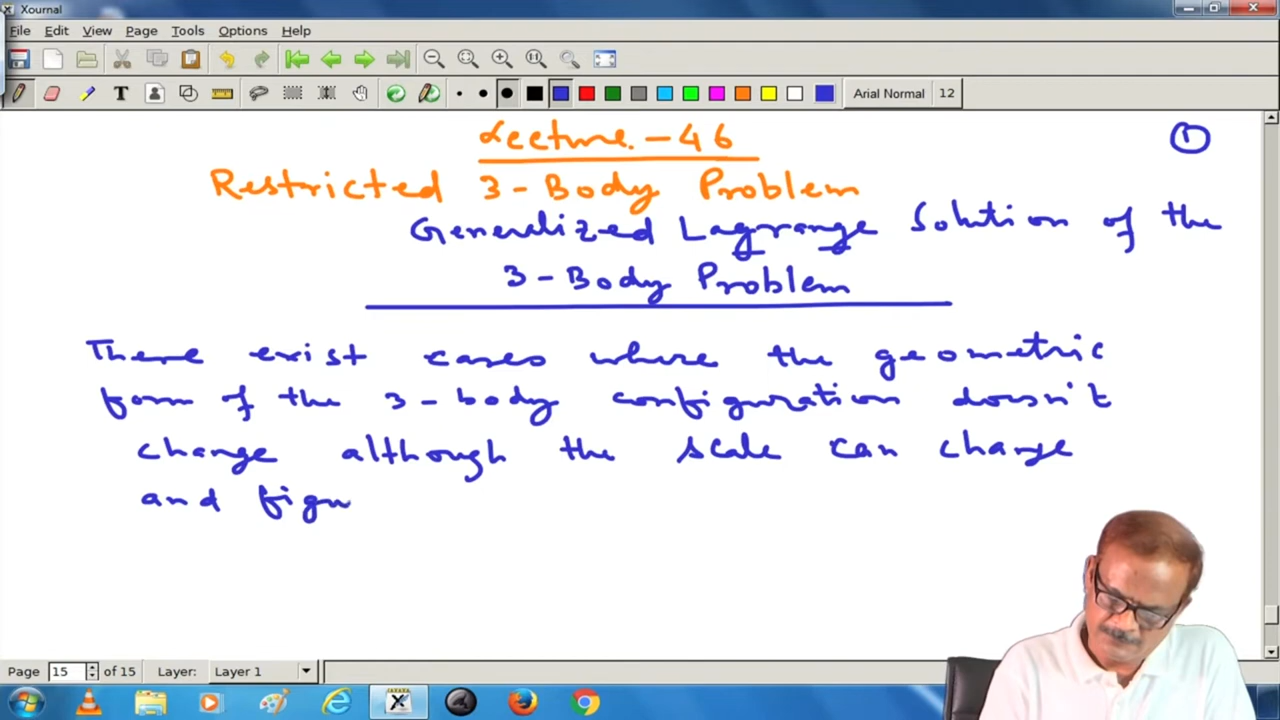 Xournal
File Edit View Page Tools Options Help
T Arial Normal 12
Lecture - 46
①
Restricted 3-Body Problem
Generalized Lagrange Solution of the
3-Body Problem
There exist cases where the geometric
form of the 3-body configuration doesn't
change although the scale can change
and figu
Page 15 of 15 Layer: Layer 1